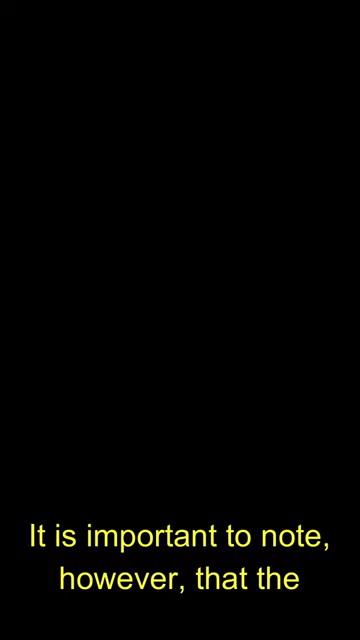 It is important to note,
however, that the